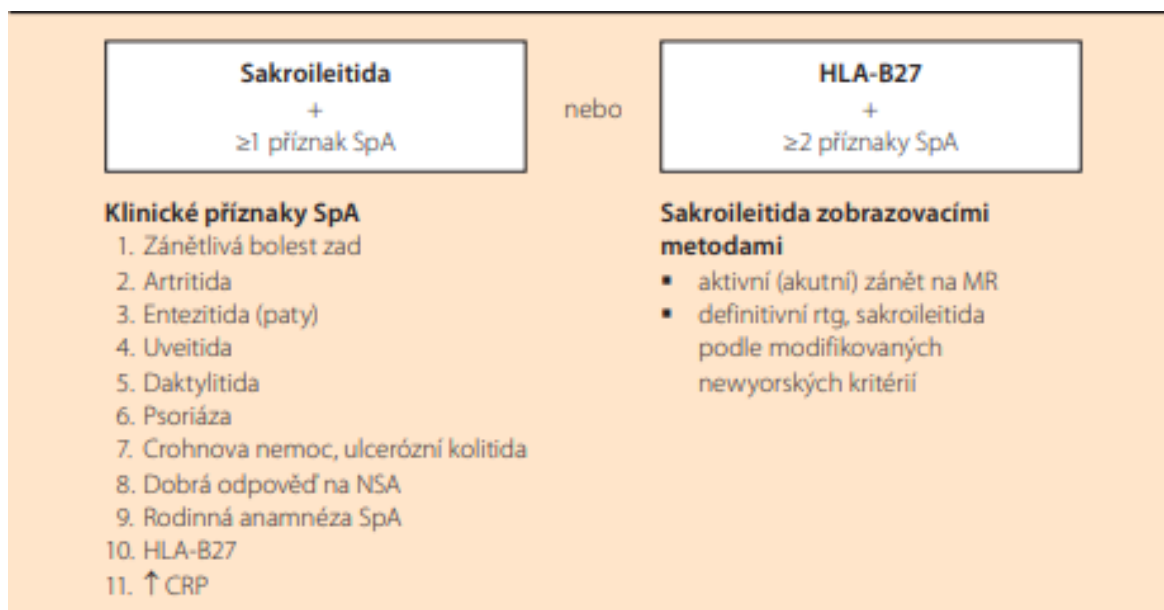 Sakroileitida
+
≥1 příznak SpA
nebo
HLA-B27
+
≥2 příznaky SpA
Klinické příznaky SpA
1. Zánětlivá bolest zad
2. Artritida
3. Entezitida (paty)
4. Uveitida
5. Daktylitida
6. Psoriáza
7. Crohnova nemoc, ulcerózní kolitida
8. Dobrá odpověď na NSA
9. Rodinná anamnéza SpA
10. HLA-B27
11. ↑ CRP
Sakroileitida zobrazovacími
metodami
▪ aktivní (akutní) zánět na MR
▪ definitivní rtg, sakroileitida
podle modifikovaných
newyorských kritérií